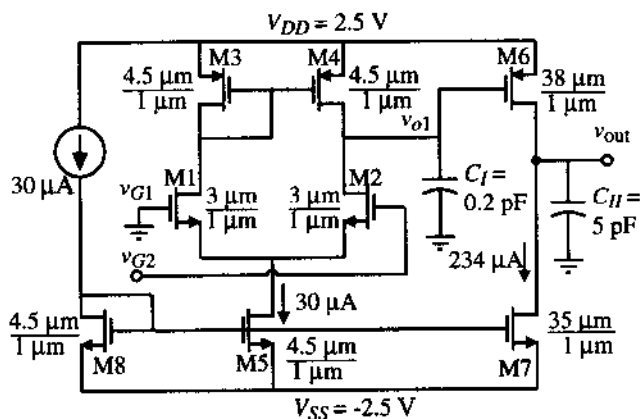 V_DD = 2.5 V
M3
M4
M6
4.5 µm
1 µm
4.5 µm
1 µm
38 µm
1 µm
v_o1
v_out
30 µA
v_G1
M1
3 µm
1 µm
3 µm
1 µm
M2
C_I =
0.2 pF
C_II =
5 pF
v_G2
30 µA
234 µA
4.5 µm
1 µm
M8
M5
4.5 µm
1 µm
M7
35 µm
1 µm
V_SS = -2.5 V